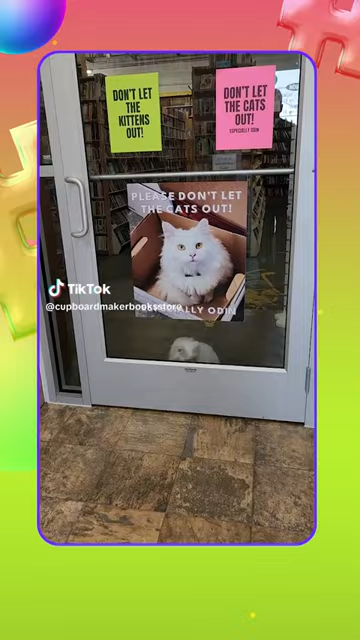 DON'T LET
THE
KITTENS
OUT!
DON'T LET
THE CATS
OUT!
ESPECIALLY ODIN
PLEASE DON'T LET
THE CATS OUT!
ALLY ODIN
TikTok
@cupboardmakerbooksstore